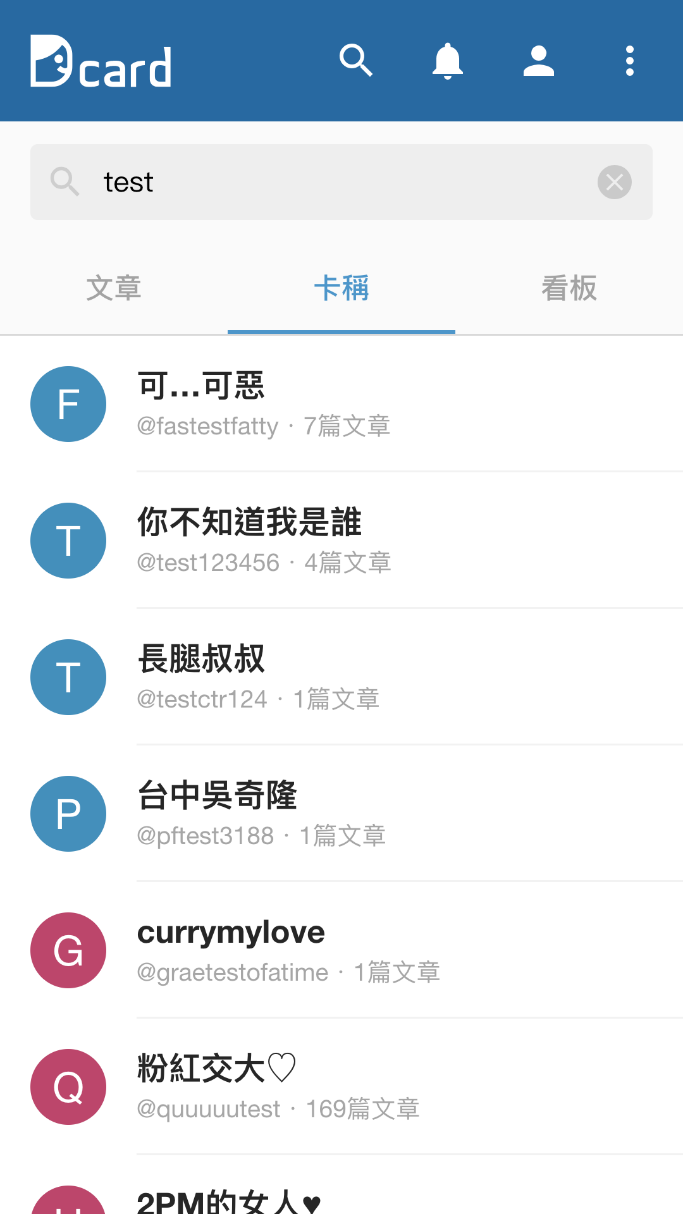 Dcard
test
文章 卡稱 看板
F
可...可惡
@fastestfatty · 7篇文章
T
你不知道我是誰
@test123456 · 4篇文章
T
長腿叔叔
@testctr124 · 1篇文章
P
台中吳奇隆
@pftest3188 · 1篇文章
G
currymylove
@graetestofatime · 1篇文章
Q
粉紅交大♡
@quuuuutest · 169篇文章
2PM的女人♥